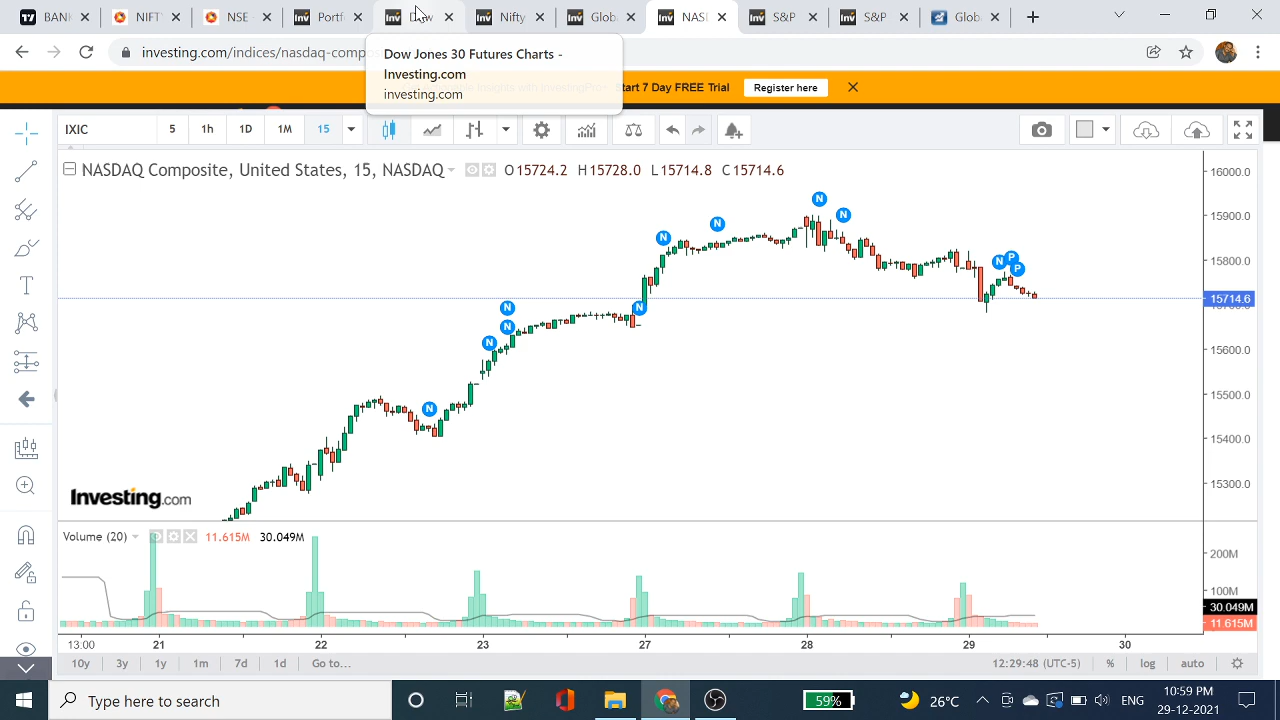 BANK
NIFT
NSE -
Portf
Dow
Nifty
Glob
NASD
S&P
S&P
Glob
investing.com/indices/nasdaq-comp
Dow Jones 30 Futures Charts -
Investing.com
investing.com
Start 7 Day FREE Trial
Register here
IXIC
5
1h
1D
1M
15
NASDAQ Composite, United States, 15, NASDAQ
O15724.2 H15728.0 L15714.8 C15714.6
16000.0
15900.0
15800.0
15714.6
15600.0
15500.0
15400.0
15300.0
N
N
N
N
N
P
P
N
N
N
N
N
Investing.com
Volume (20)
11.615M
30.049M
200M
100M
30.049M
11.615M
13:00
21
22
23
27
28
29
30
10y
3y
1y
1m
7d
1d
Go to...
12:29:48 (UTC-5)
%
log
auto
Type here to search
59%
26°C
ENG
10:59 PM
29-12-2021